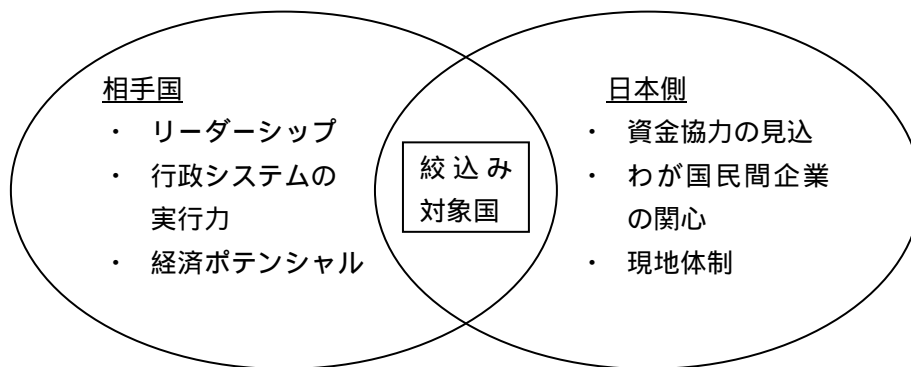 相手国
・ リーダーシップ
・ 行政システムの
実行力
・ 経済ポテンシャル
絞込み
対象国
日本側
・ 資金協力の見込
・ わが国民間企業
の関心
・ 現地体制